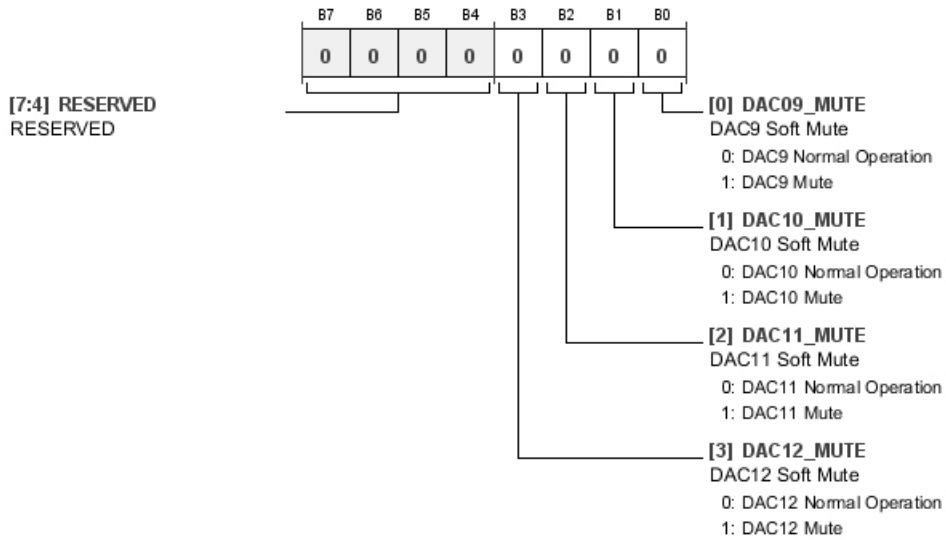 B7 B6 B5 B4 B3 B2 B1 B0
0 0 0 0 0 0 0 0
[7:4] RESERVED
RESERVED
[0] DAC09_MUTE
DAC9 Soft Mute
0: DAC9 Normal Operation
1: DAC9 Mute
[1] DAC10_MUTE
DAC10 Soft Mute
0: DAC10 Normal Operation
1: DAC10 Mute
[2] DAC11_MUTE
DAC11 Soft Mute
0: DAC11 Normal Operation
1: DAC11 Mute
[3] DAC12_MUTE
DAC12 Soft Mute
0: DAC12 Normal Operation
1: DAC12 Mute